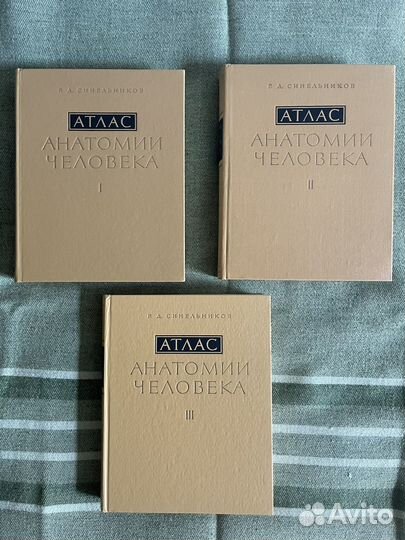 Р. Д. СИНЕЛЬНИКОВ
АТЛАС
АНАТОМИИ
ЧЕЛОВЕКА
I
Р. Д. СИНЕЛЬНИКОВ
АТЛАС
АНАТОМИИ
ЧЕЛОВЕКА
II
Р. Д. СИНЕЛЬНИКОВ
АТЛАС
АНАТОМИИ
ЧЕЛОВЕКА
III
Avito